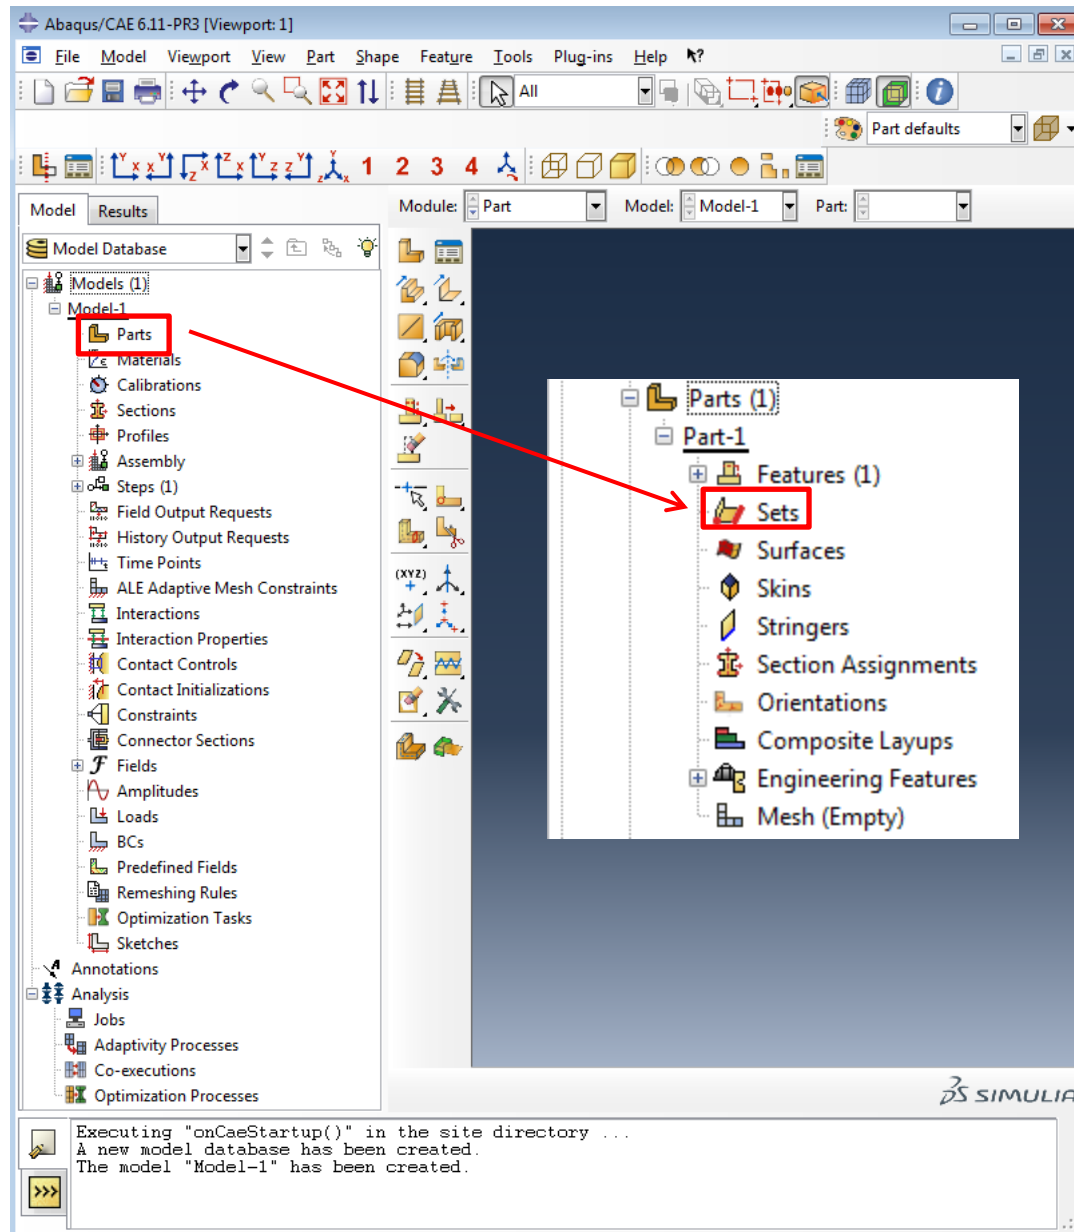 Abaqus/CAE 6.11-PR3 [Viewport: 1]
File Model Viewport View Part Shape Feature Tools Plug-ins Help ?
All
Part defaults
1 2 3 4
Model Results
Module: Part Model: Model-1 Part:
Model Database
Models (1)
Model-1
Parts
Materials
Calibrations
Sections
Profiles
Assembly
Steps (1)
Field Output Requests
History Output Requests
Time Points
ALE Adaptive Mesh Constraints
Interactions
Interaction Properties
Contact Controls
Contact Initializations
Constraints
Connector Sections
Fields
Amplitudes
Loads
BCs
Predefined Fields
Remeshing Rules
Optimization Tasks
Sketches
Annotations
Analysis
Jobs
Adaptivity Processes
Co-executions
Optimization Processes
(XYZ)
Parts (1)
Part-1
Features (1)
Sets
Surfaces
Skins
Stringers
Section Assignments
Orientations
Composite Layups
Engineering Features
Mesh (Empty)
SIMULIA
Executing "onCaeStartup()" in the site directory ...
A new model database has been created.
The model "Model-1" has been created.
>>>